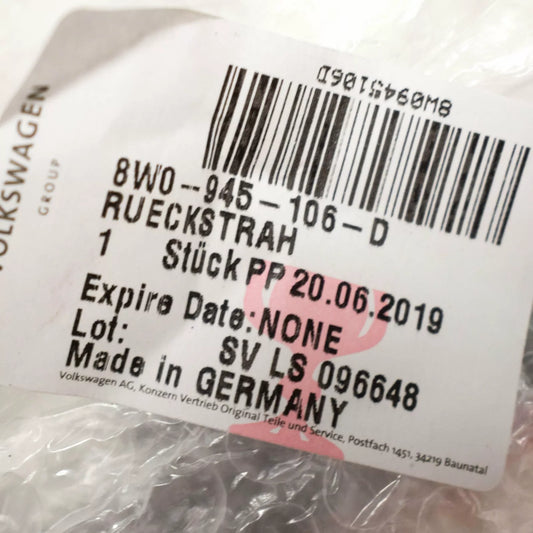 VOLKSWAGEN
GROUP
8W0945106D
8W0-945-106-D
RUECKSTRAH
1 Stück PP 20.06.2019
Expire Date:NONE
Lot: SV LS 096648
Made in GERMANY
Volkswagen AG, Konzern Vertrieb Original Teile und Service, Postfach 1451, 34219 Baunatal